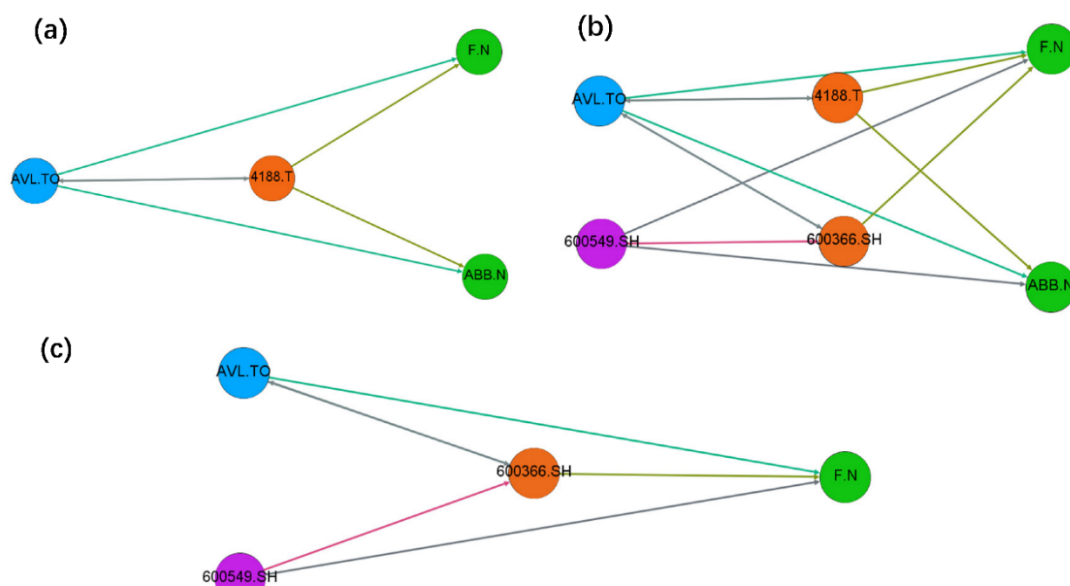 (a)
F.N
AVL.TO
4188.T
ABB.N
(b)
F.N
AVL.TO
4188.T
600549.SH
600366.SH
ABB.N
(c)
AVL.TO
600366.SH
F.N
600549.SH